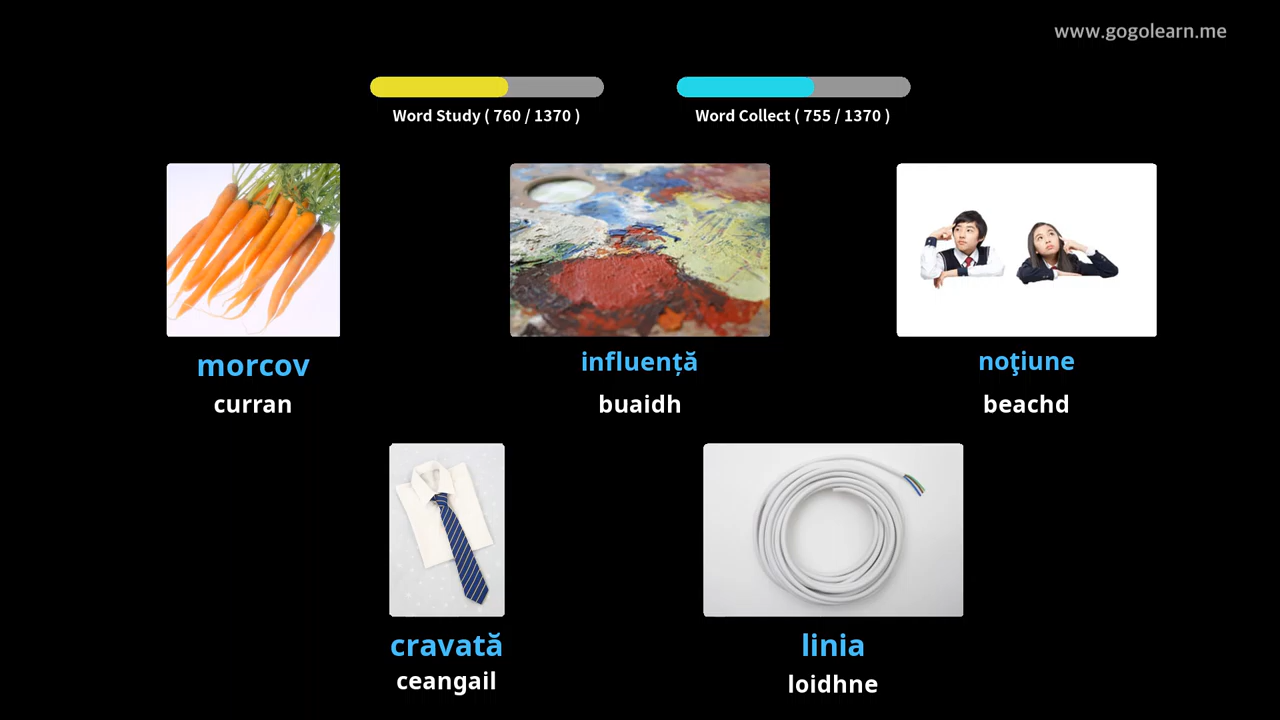 www.gogolearn.me
Word Study ( 760 / 1370 )
Word Collect ( 755 / 1370 )
morcov
influență
noţiune
curran
buaidh
beachd
cravată
linia
ceangail
loidhne